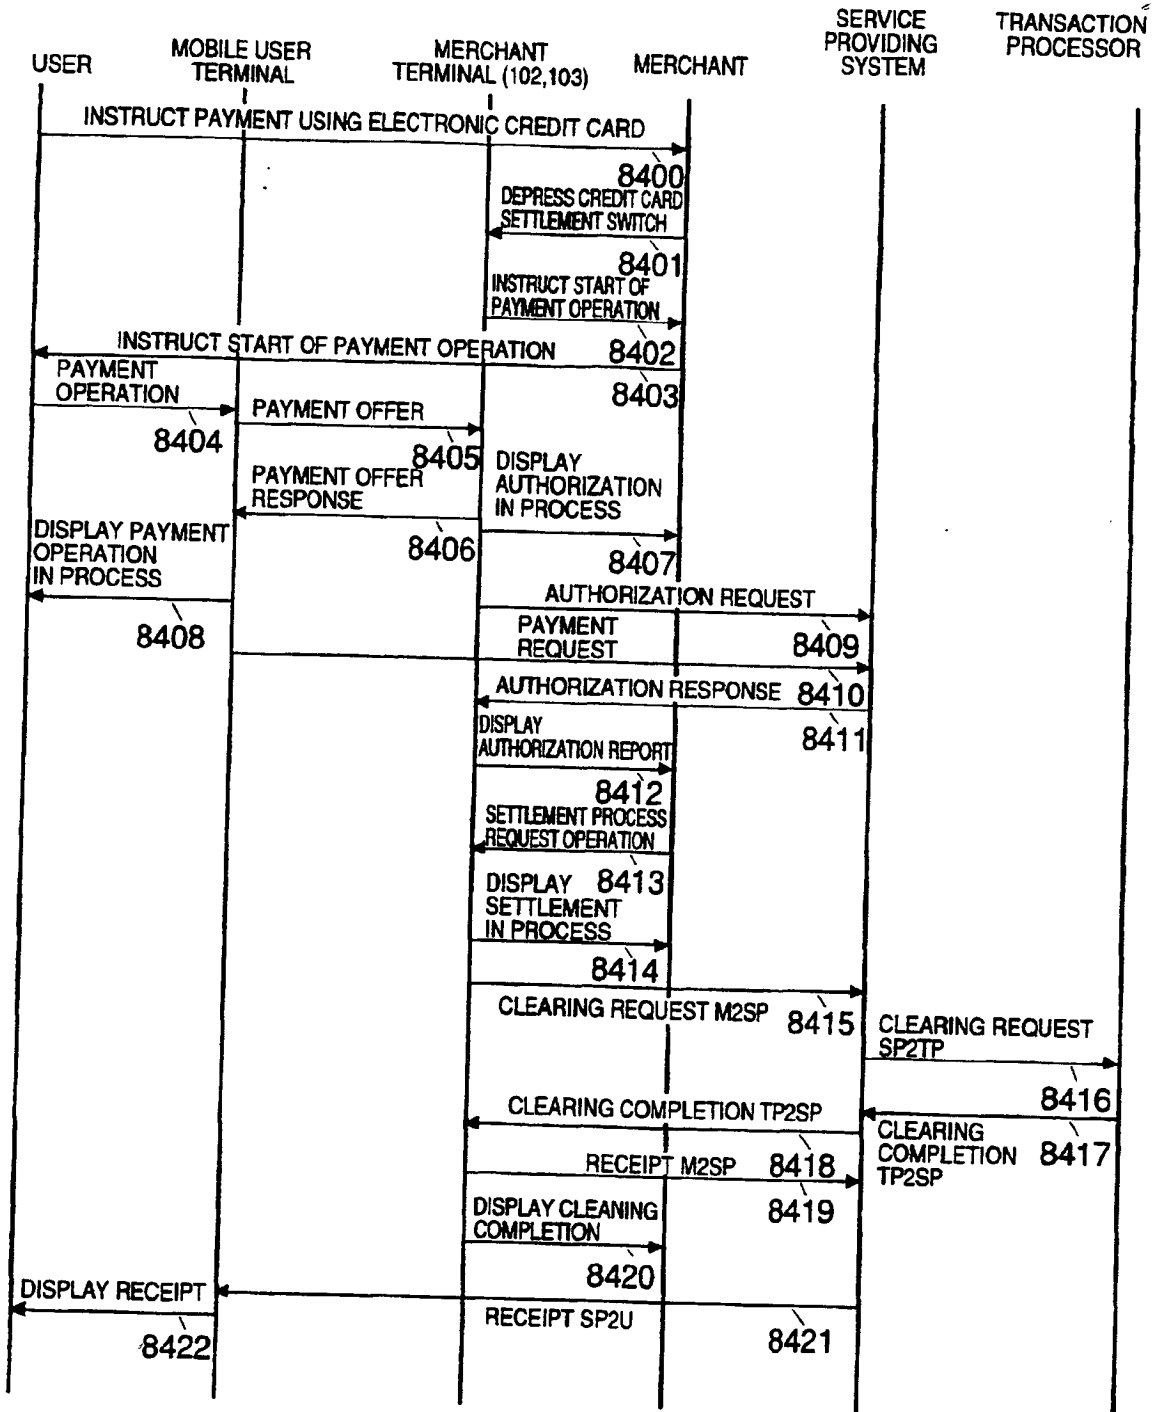 USER
MOBILE USER
TERMINAL
MERCHANT
TERMINAL (102,103)
MERCHANT
SERVICE
PROVIDING
SYSTEM
TRANSACTION
PROCESSOR
INSTRUCT PAYMENT USING ELECTRONIC CREDIT CARD
8400
DEPRESS CREDIT CARD
SETTLEMENT SWITCH
8401
INSTRUCT START OF
PAYMENT OPERATION
8402
INSTRUCT START OF PAYMENT OPERATION
8403
PAYMENT
OPERATION
8404
PAYMENT OFFER
8405
PAYMENT OFFER
RESPONSE
8406
DISPLAY
AUTHORIZATION
IN PROCESS
8407
DISPLAY PAYMENT
OPERATION
IN PROCESS
8408
AUTHORIZATION REQUEST
8409
PAYMENT
REQUEST
8410
AUTHORIZATION RESPONSE
8411
DISPLAY
AUTHORIZATION REPORT
8412
SETTLEMENT PROCESS
REQUEST OPERATION
8413
DISPLAY
SETTLEMENT
IN PROCESS
8414
CLEARING REQUEST M2SP
8415
CLEARING REQUEST
SP2TP
8416
CLEARING
COMPLETION
TP2SP
8417
CLEARING COMPLETION TP2SP
8418
RECEIPT M2SP
8419
DISPLAY CLEANING
COMPLETION
8420
RECEIPT SP2U
8421
DISPLAY RECEIPT
8422